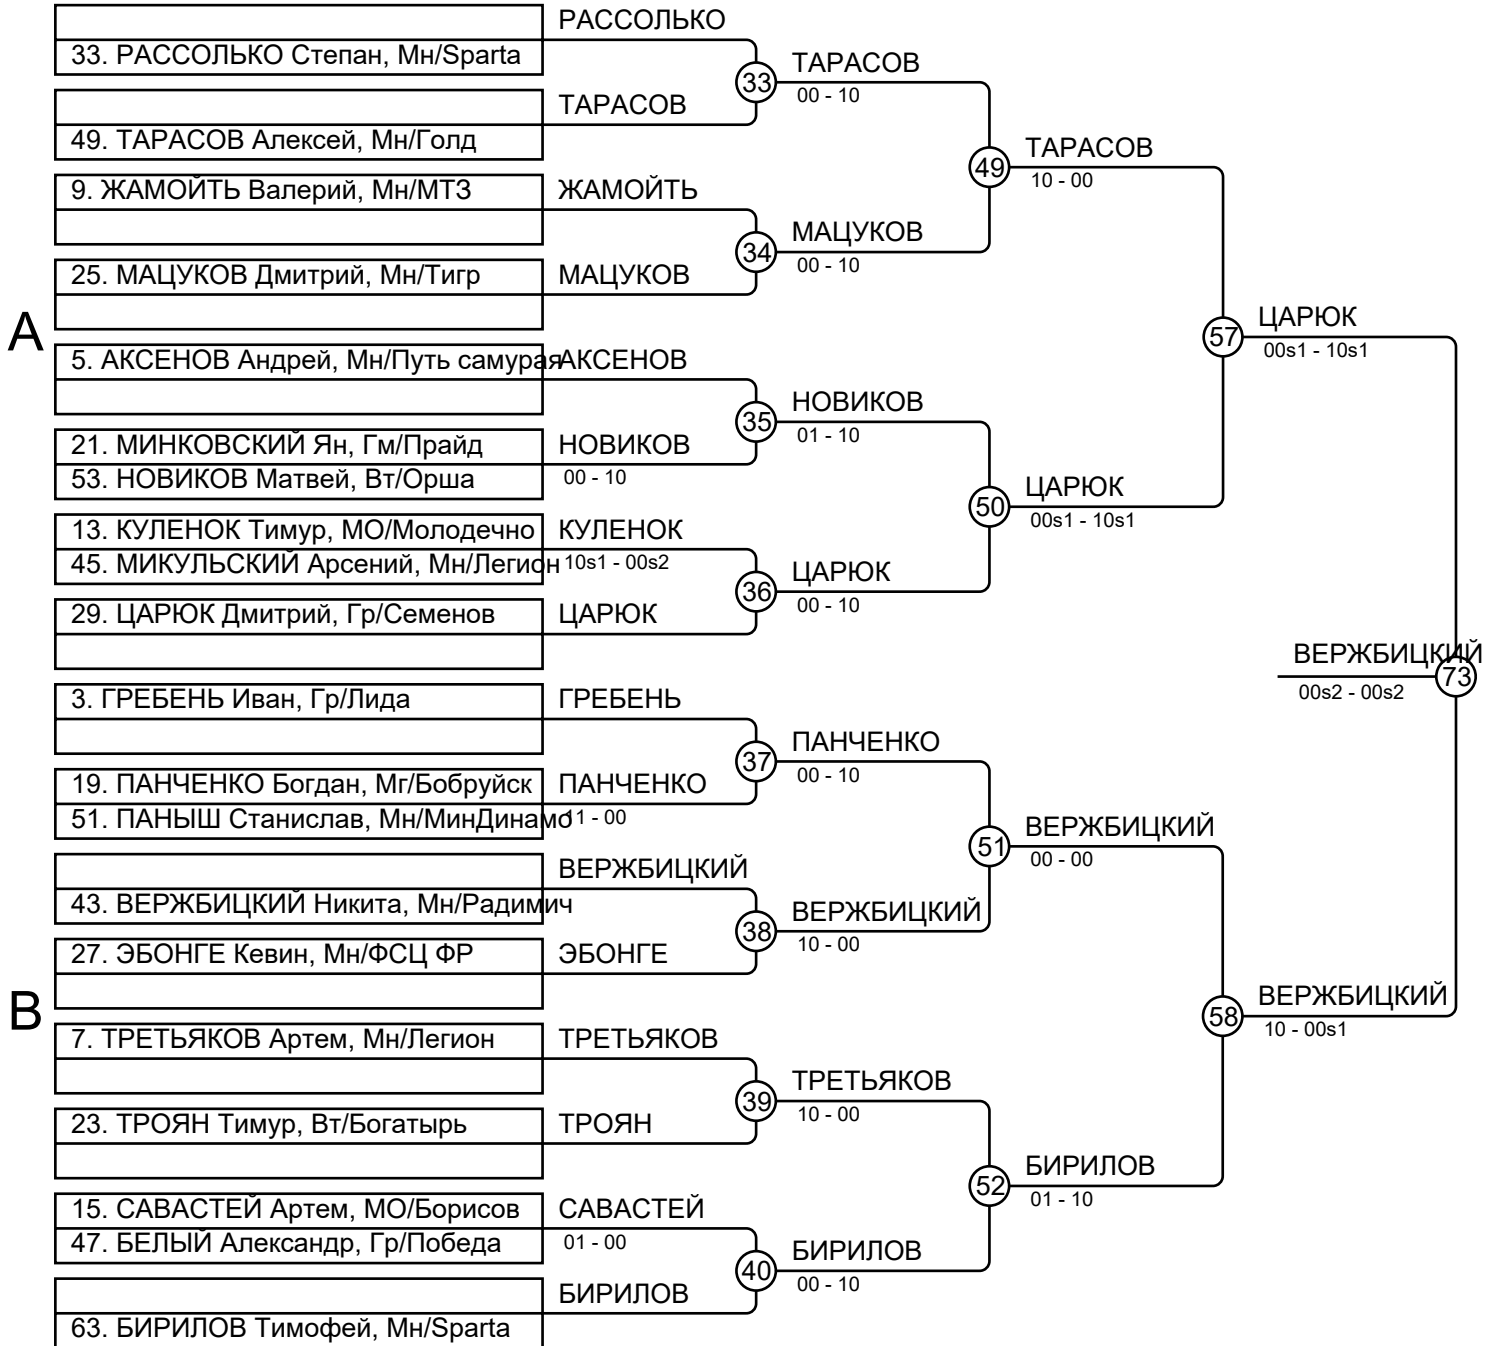 РАССОЛЬКО
33. РАССОЛЬКО Степан, Мн/Sparta
33
ТАРАСОВ
00 - 10
ТАРАСОВ
49. ТАРАСОВ Алексей, Мн/Голд
49
ТАРАСОВ
10 - 00
9. ЖАМОЙТЬ Валерий, Мн/МТЗ
ЖАМОЙТЬ
34
МАЦУКОВ
00 - 10
25. МАЦУКОВ Дмитрий, Мн/Тигр
МАЦУКОВ
A
57
ЦАРЮК
00s1 - 10s1
5. АКСЕНОВ Андрей, Мн/Путь самурая
АКСЕНОВ
35
НОВИКОВ
01 - 10
21. МИНКОВСКИЙ Ян, Гм/Прайд
НОВИКОВ
53. НОВИКОВ Матвей, Вт/Орша
00 - 10
50
ЦАРЮК
00s1 - 10s1
13. КУЛЕНОК Тимур, МО/Молодечно
КУЛЕНОК
45. МИКУЛЬСКИЙ Арсений, Мн/Легион
10s1 - 00s2
36
ЦАРЮК
00 - 10
29. ЦАРЮК Дмитрий, Гр/Семенов
ЦАРЮК
ВЕРЖБИЦКИЙ
73
00s2 - 00s2
3. ГРЕБЕНЬ Иван, Гр/Лида
ГРЕБЕНЬ
37
ПАНЧЕНКО
00 - 10
19. ПАНЧЕНКО Богдан, Мг/Бобруйск
ПАНЧЕНКО
51. ПАНЫШ Станислав, Мн/МинДинамо
11 - 00
51
ВЕРЖБИЦКИЙ
00 - 00
ВЕРЖБИЦКИЙ
43. ВЕРЖБИЦКИЙ Никита, Мн/Радимич
38
ВЕРЖБИЦКИЙ
10 - 00
27. ЭБОНГЕ Кевин, Мн/ФСЦ ФР
ЭБОНГЕ
B
58
ВЕРЖБИЦКИЙ
10 - 00s1
7. ТРЕТЬЯКОВ Артем, Мн/Легион
ТРЕТЬЯКОВ
39
ТРЕТЬЯКОВ
10 - 00
23. ТРОЯН Тимур, Вт/Богатырь
ТРОЯН
52
БИРИЛОВ
01 - 10
15. САВАСТЕЙ Артем, МО/Борисов
САВАСТЕЙ
47. БЕЛЫЙ Александр, Гр/Победа
01 - 00
40
БИРИЛОВ
00 - 10
БИРИЛОВ
63. БИРИЛОВ Тимофей, Мн/Sparta